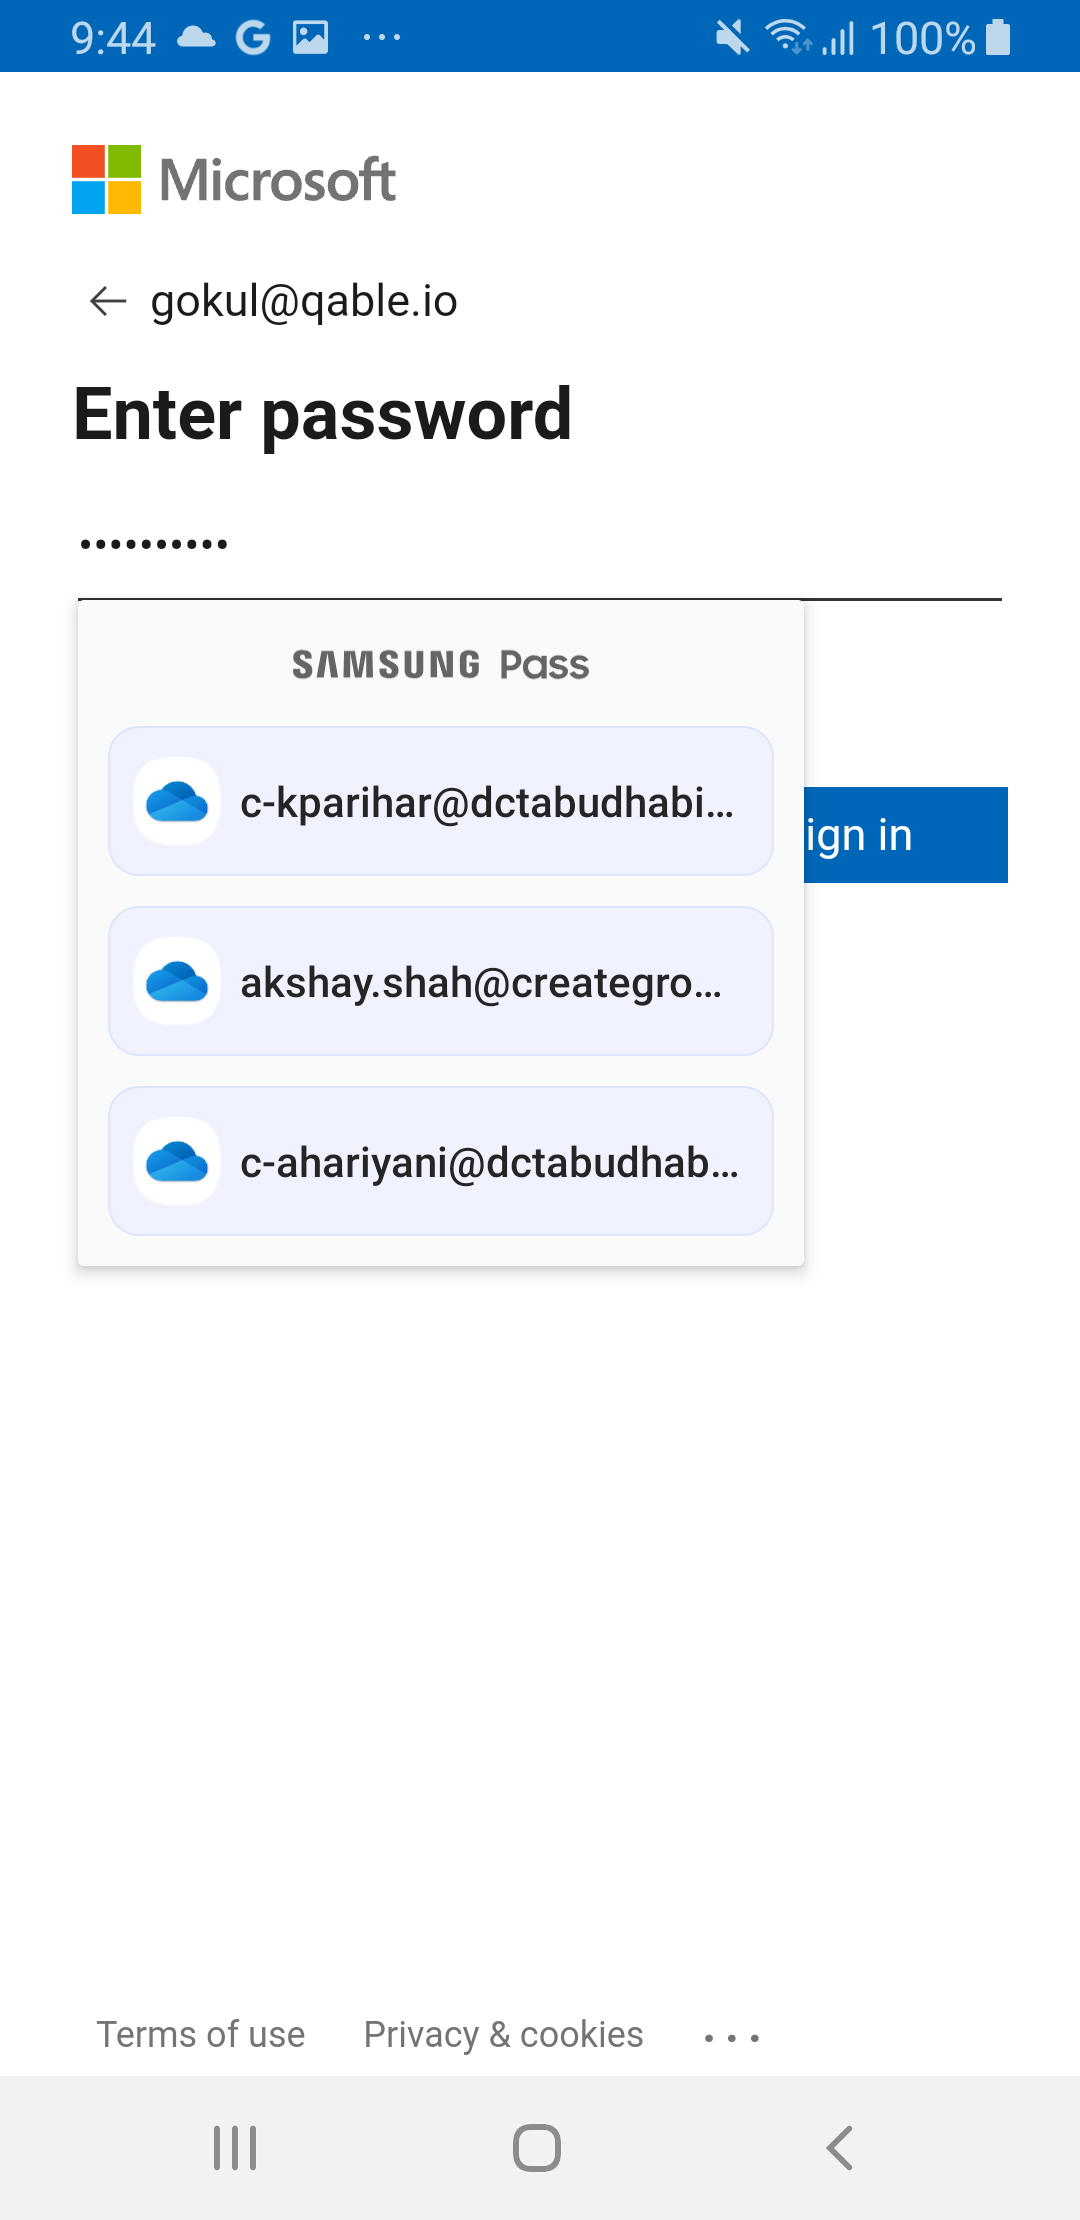 9:44 100%
Microsoft
gokul@qable.io
Enter password
••••••••••
SAMSUNG Pass
c-kparihar@dctabudhabi...
ign in
akshay.shah@creategro...
c-ahariyani@dctabudhab...
Terms of use Privacy & cookies ...